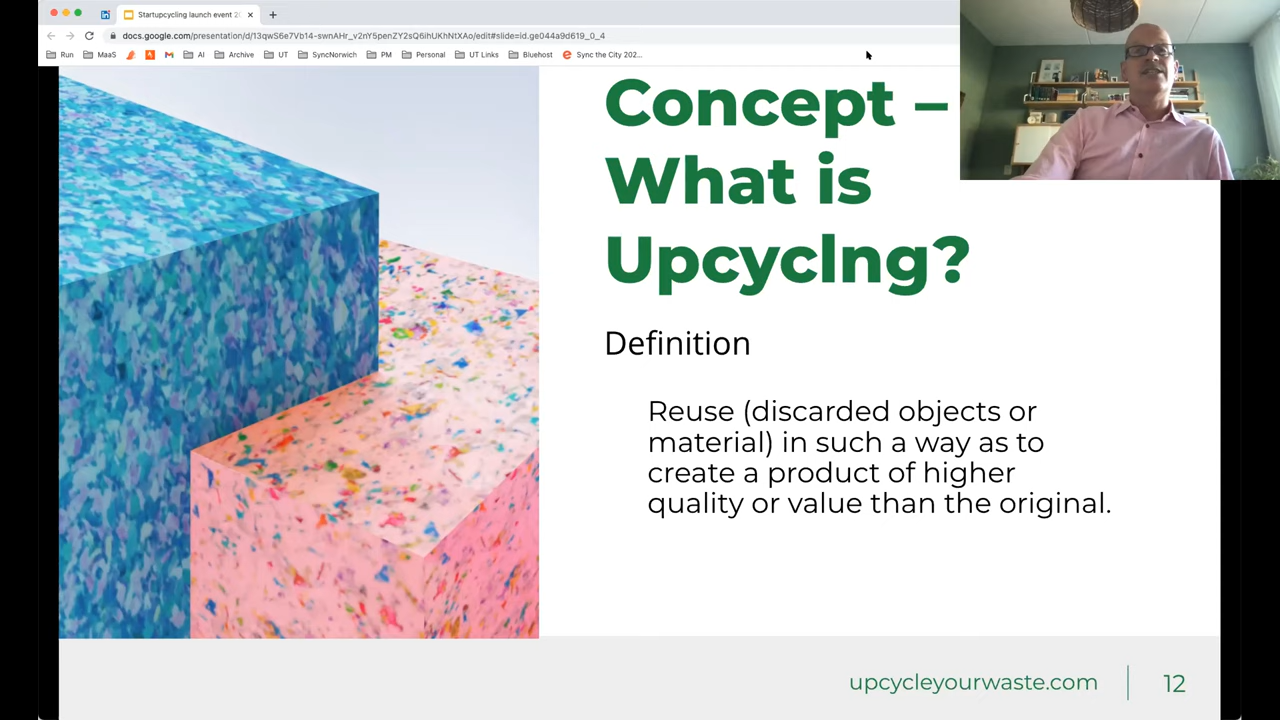 Startupcycling launch event 2
docs.google.com/presentation/d/13qwS6e7Vb14-swnAHr_v2nY5penZY2sQ6ihUKhNtXAo/edit#slide=id.ge044a9d619_0_4
Run MaaS AI Archive UT SyncNorwich PM Personal UT Links Bluehost Sync the City 202...
Concept –
What is
Upcyclng?
Definition
Reuse (discarded objects or
material) in such a way as to
create a product of higher
quality or value than the original.
upcycleyourwaste.com 12